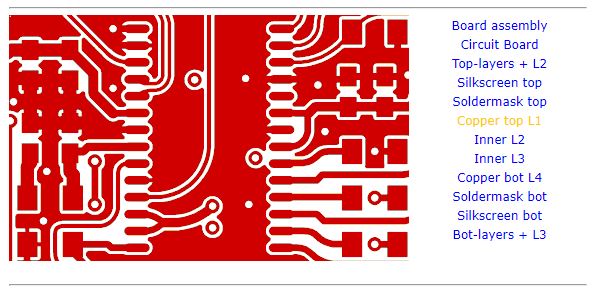 Board assembly
Circuit Board
Top-layers + L2
Silkscreen top
Soldermask top
Copper top L1
Inner L2
Inner L3
Copper bot L4
Soldermask bot
Silkscreen bot
Bot-layers + L3